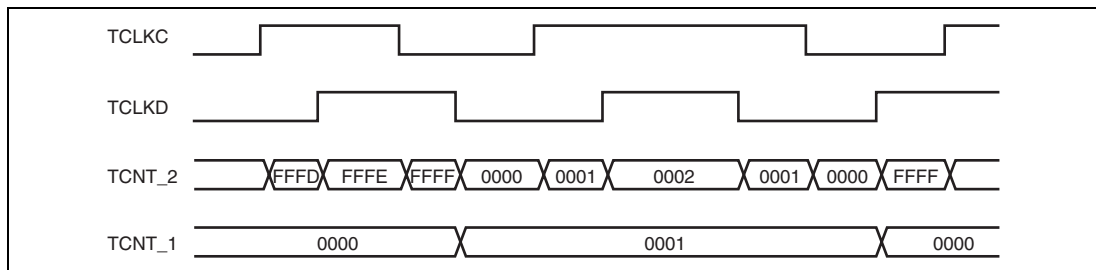 TCLKC
TCLKD
TCNT_2 FFFD FFFE FFFF 0000 0001 0002 0001 0000 FFFF
TCNT_1 0000 0001 0000